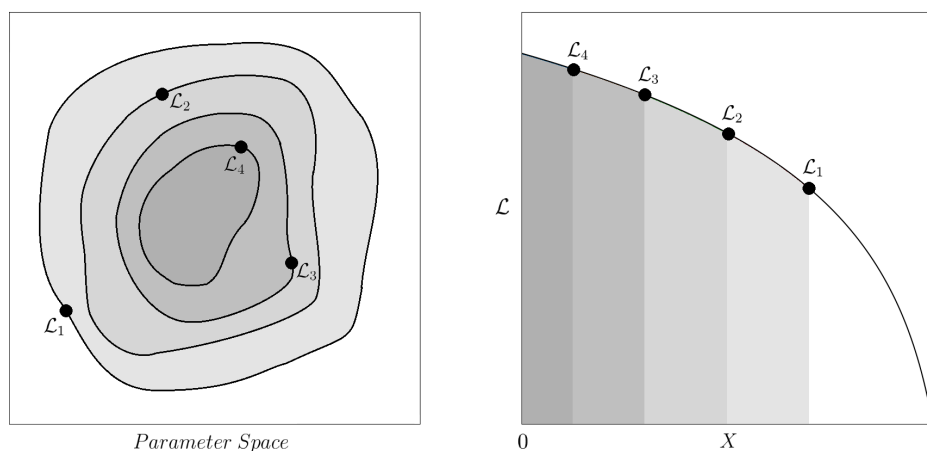 ℒ₂
ℒ₄
ℒ₃
ℒ₁
Parameter Space
ℒ₄
ℒ₃
ℒ₂
ℒ₁
ℒ
0
X